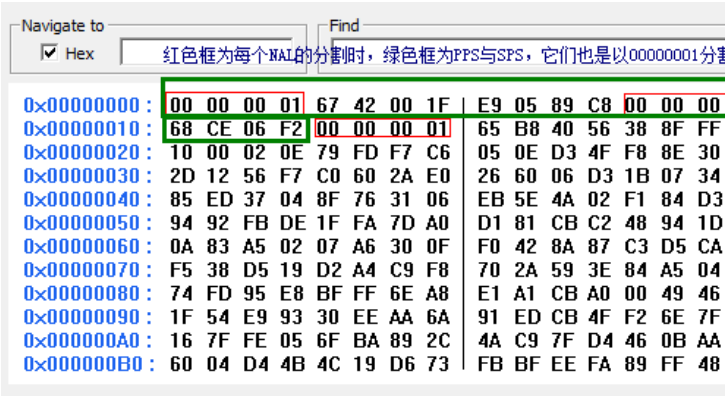 Navigate to
Find
Hex
红色框为每个NAL的分割时，绿色框为PPS与SPS，它们也是以00000001分割
0x00000000: 00 00 00 01 67 42 00 1F E9 05 89 C8 00 00 00
0x00000010: 68 CE 06 F2 00 00 00 01 65 B8 40 56 38 8F FF
0x00000020: 10 00 02 0E 79 FD F7 C6 05 0E D3 4F F8 8E 30
0x00000030: 2D 12 56 F7 C0 60 2A E0 26 60 06 D3 1B 07 34
0x00000040: 85 ED 37 04 8F 76 31 06 EB 5E 4A 02 F1 84 D3
0x00000050: 94 92 FB DE 1F FA 7D A0 D1 81 CB C2 48 94 1D
0x00000060: 0A 83 A5 02 07 A6 30 0F F0 42 8A 87 C3 D5 CA
0x00000070: F5 38 D5 19 D2 A4 C9 F8 70 2A 59 3E 84 A5 04
0x00000080: 74 FD 95 E8 BF FF 6E A8 E1 A1 CB A0 00 49 46
0x00000090: 1F 54 E9 93 30 EE AA 6A 91 ED CB 4F F2 6E 7F
0x000000A0: 16 7F FE 05 6F BA 89 2C 4A C9 7F D4 46 0B AA
0x000000B0: 60 04 D4 4B 4C 19 D6 73 FB BF EE FA 89 FF 48